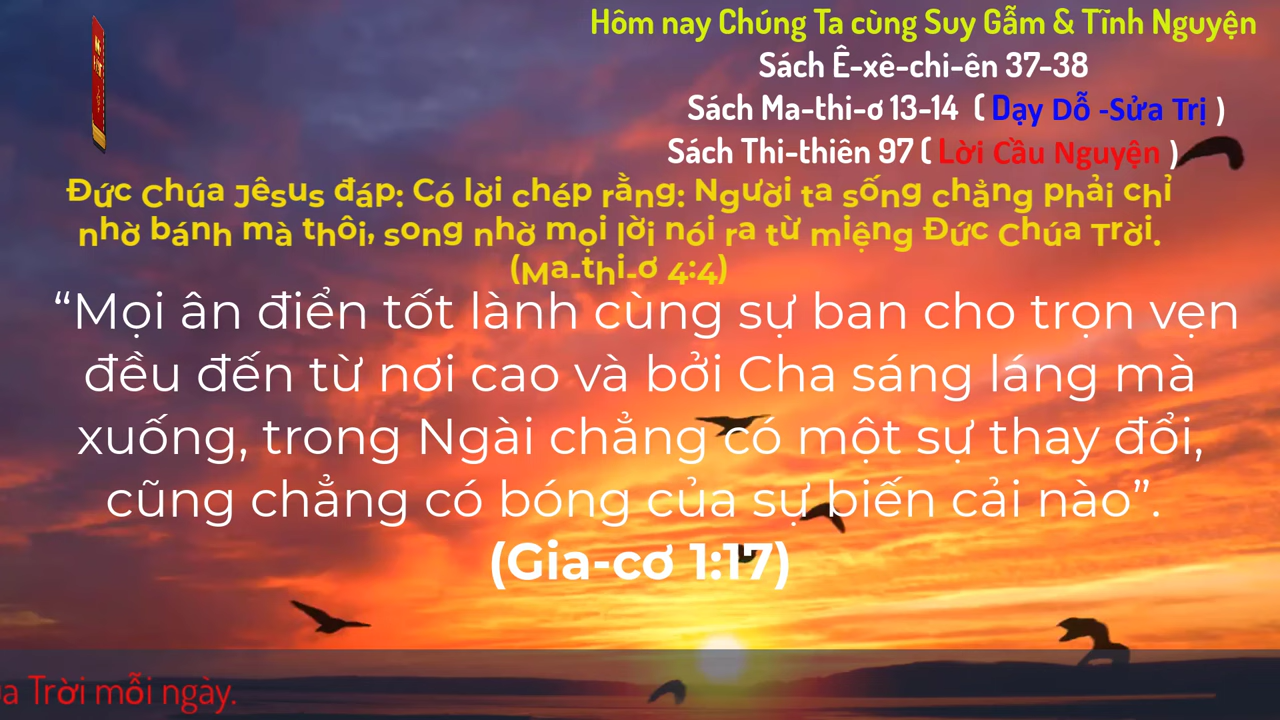 Hôm nay Chúng Ta cùng Suy Gẫm & Tĩnh Nguyện
Sách Ê-xê-chi-ên 37-38
Sách Ma-thi-ơ 13-14 ( Dạy Dỗ -Sửa Trị )
Sách Thi-thiên 97 ( Lời Cầu Nguyện )
Đức Chúa Jêsus đáp: Có lời chép rằng: Người ta sống chẳng phải chỉ
nhờ bánh mà thôi, song nhờ mọi lời nói ra từ miệng Đức Chúa Trời.
(Ma-thi-ơ 4:4)
“Mọi ân điển tốt lành cùng sự ban cho trọn vẹn
đều đến từ nơi cao và bởi Cha sáng láng mà
xuống, trong Ngài chẳng có một sự thay đổi,
cũng chẳng có bóng của sự biến cải nào”.
(Gia-cơ 1:17)
Trời mỗi ngày.